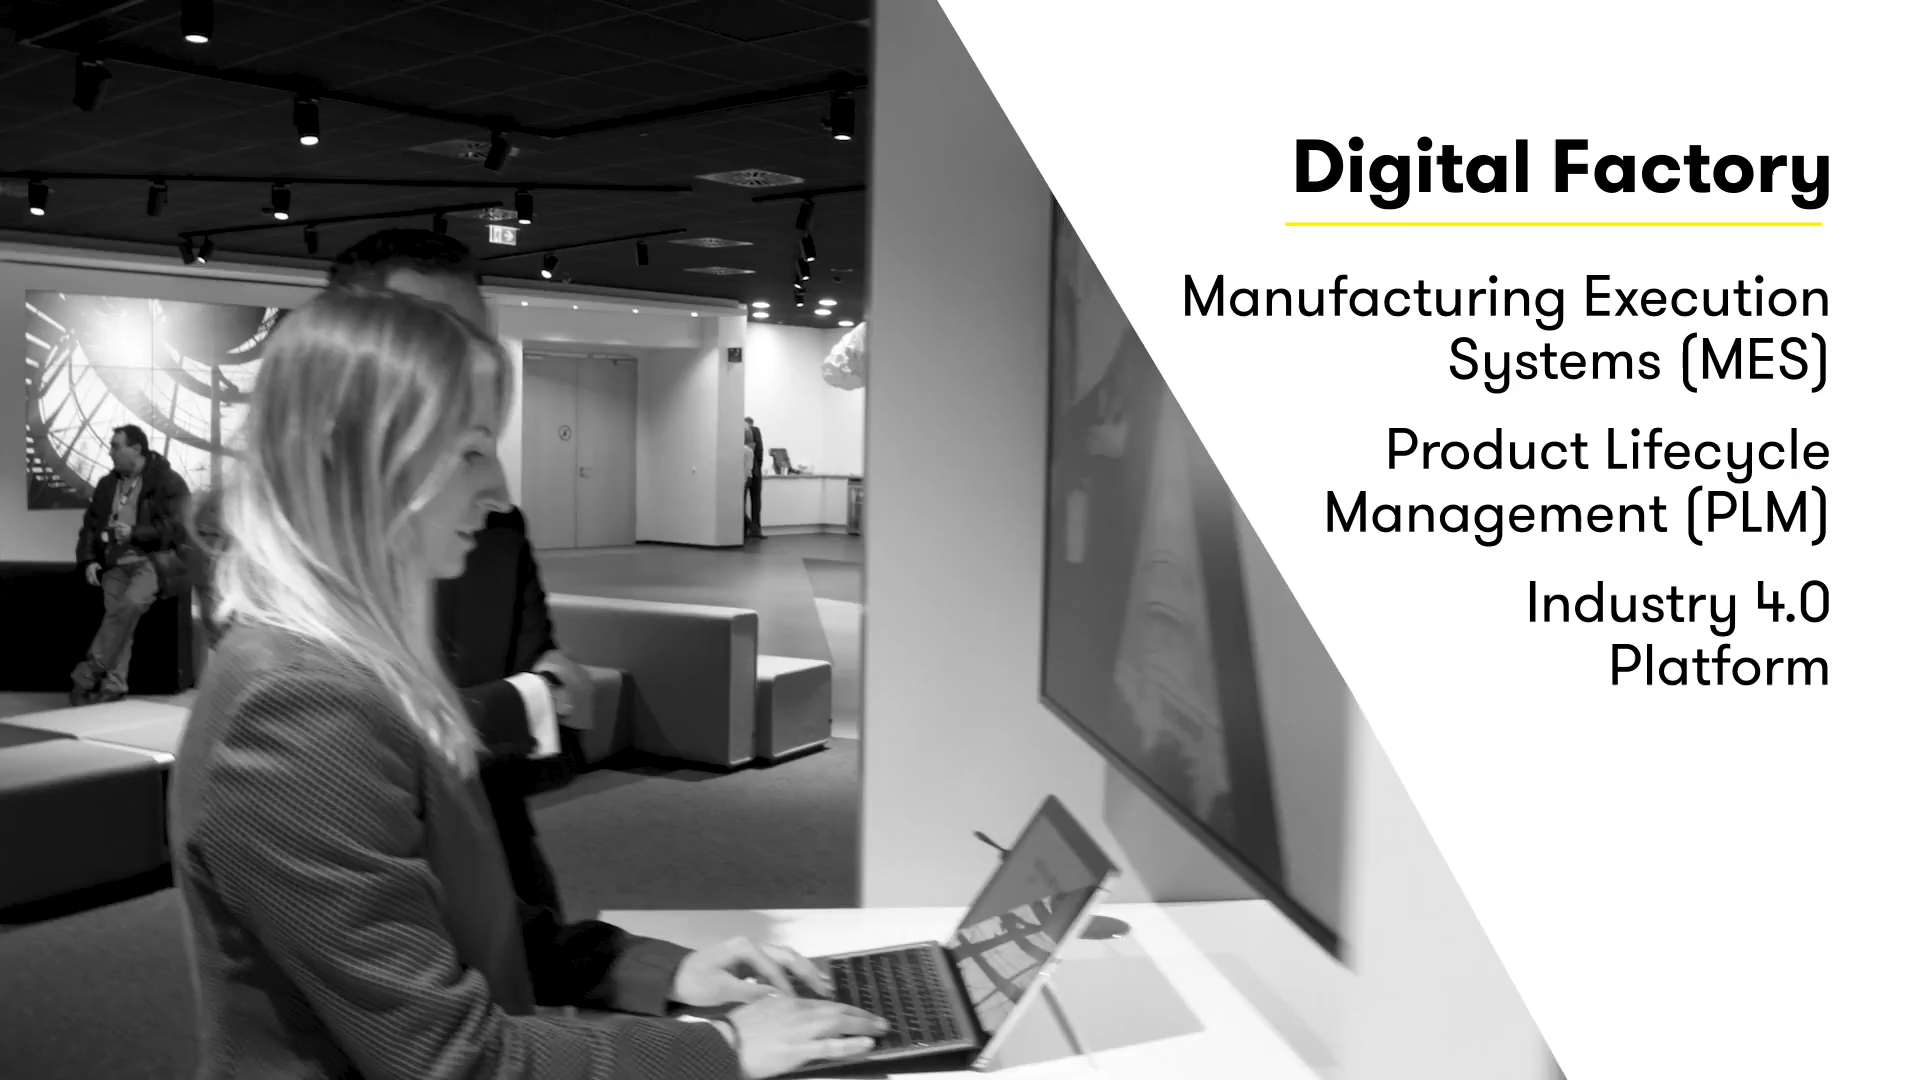 Digital Factory
Manufacturing Execution
Systems (MES)
Product Lifecycle
Management (PLM)
Industry 4.0
Platform